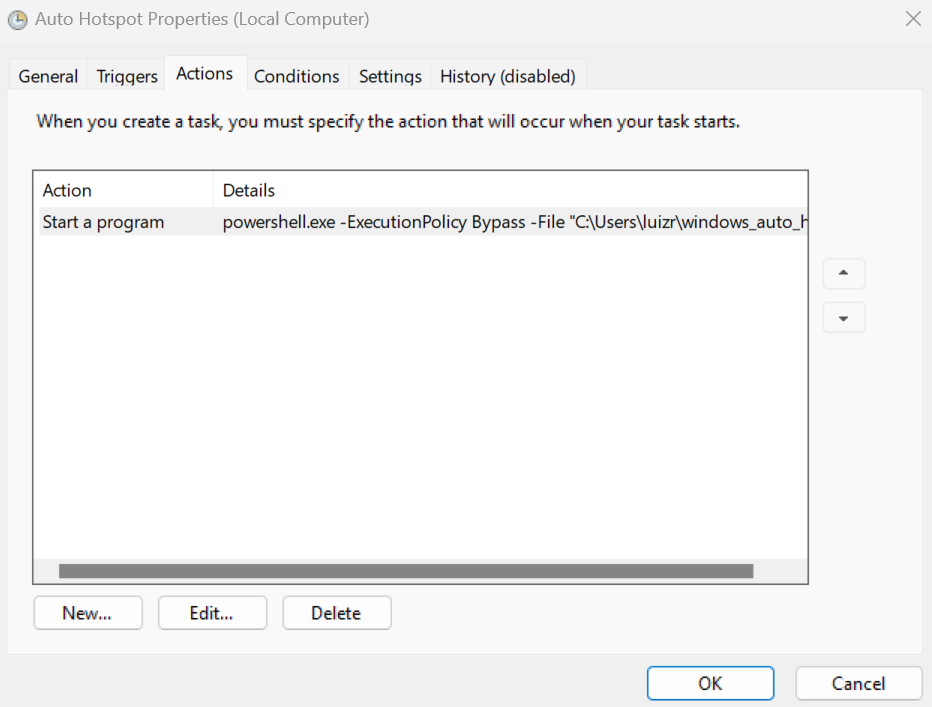 Auto Hotspot Properties (Local Computer)
General Triggers Actions Conditions Settings History (disabled)
When you create a task, you must specify the action that will occur when your task starts.
Action Details
Start a program powershell.exe -ExecutionPolicy Bypass -File "C:\Users\luizr\windows_auto_h
New... Edit... Delete
OK Cancel